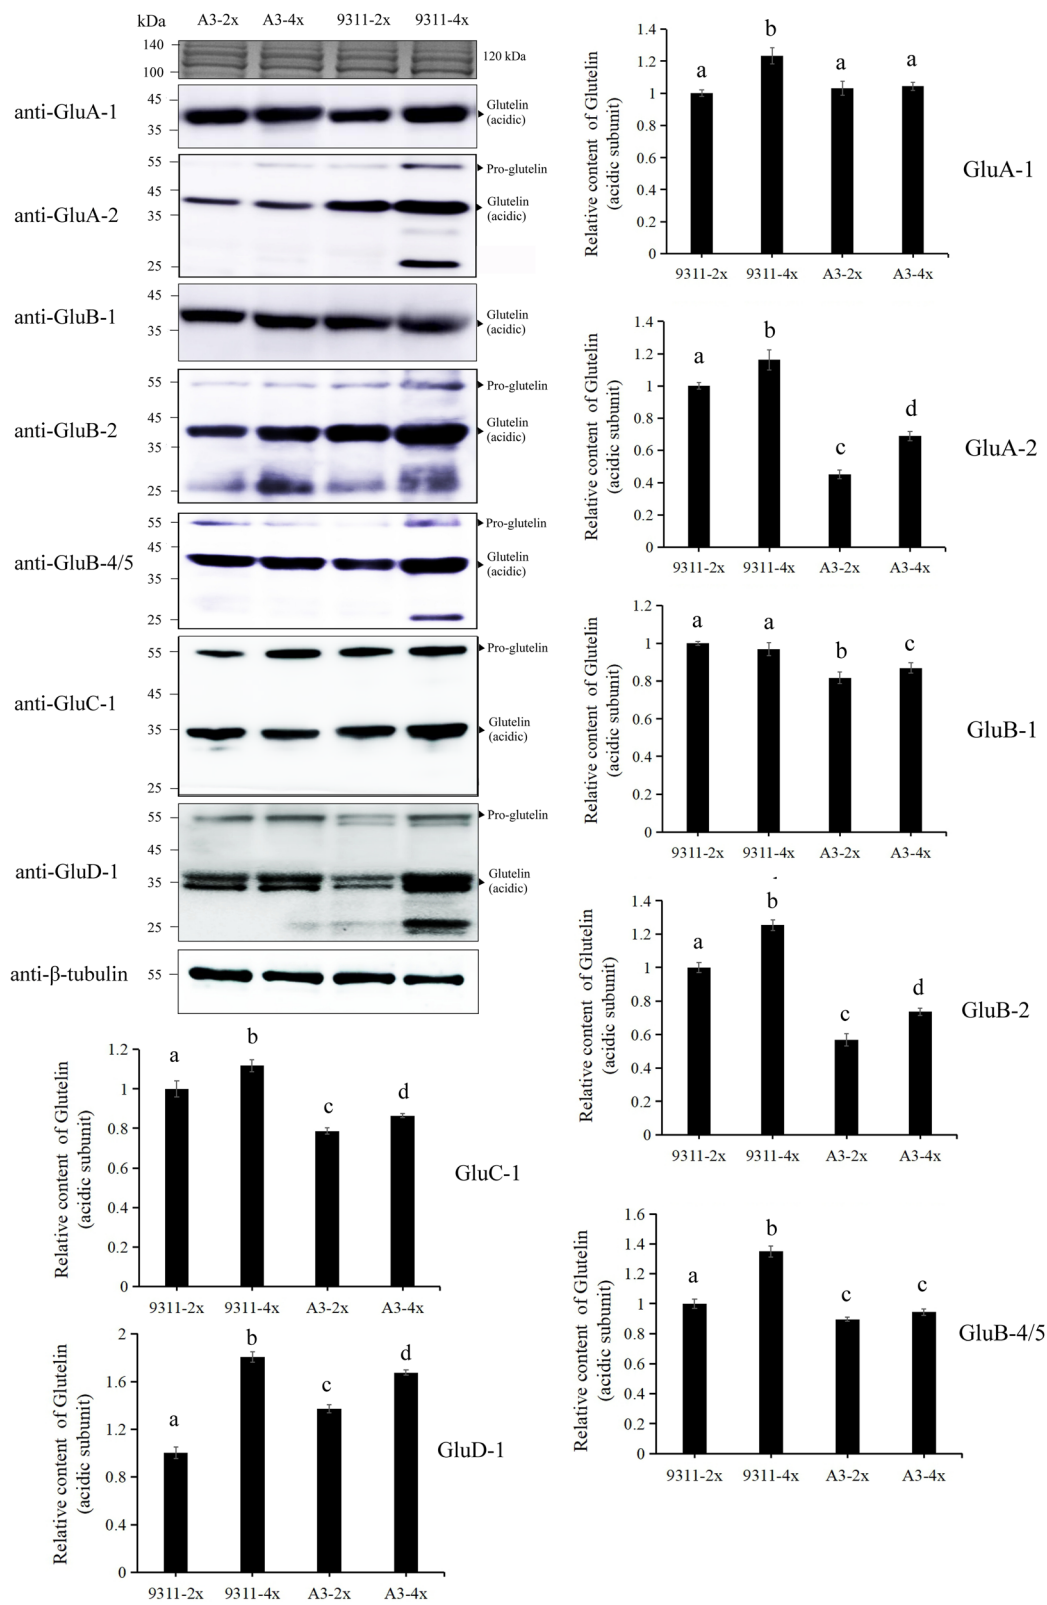 kDa A3-2x A3-4x 9311-2x 9311-4x
140
100
120 kDa
anti-GluA-1
45
35
Glutelin
(acidic)
anti-GluA-2
55
45
35
25
Pro-glutelin
Glutelin
(acidic)
anti-GluB-1
45
35
Glutelin
(acidic)
anti-GluB-2
55
45
35
25
Pro-glutelin
Glutelin
(acidic)
anti-GluB-4/5
55
45
35
25
Pro-glutelin
Glutelin
(acidic)
anti-GluC-1
55
45
35
25
Pro-glutelin
Glutelin
(acidic)
anti-GluD-1
55
45
35
25
Pro-glutelin
Glutelin
(acidic)
anti-β-tubulin
55
Relative content of Glutelin
(acidic subunit)
1.2
1
0.8
0.6
0.4
0.2
0
a b c d
9311-2x 9311-4x A3-2x A3-4x
GluC-1
Relative content of Glutelin
(acidic subunit)
2
1.6
1.2
0.8
0.4
0
a b c d
9311-2x 9311-4x A3-2x A3-4x
GluD-1
Relative content of Glutelin
(acidic subunit)
1.4
1.2
1
0.8
0.6
0.4
0.2
0
a b a a
9311-2x 9311-4x A3-2x A3-4x
GluA-1
Relative content of Glutelin
(acidic subunit)
1.4
1.2
1
0.8
0.6
0.4
0.2
0
a b c d
9311-2x 9311-4x A3-2x A3-4x
GluA-2
Relative content of Glutelin
(acidic subunit)
1.2
1
0.8
0.6
0.4
0.2
0
a a b c
9311-2x 9311-4x A3-2x A3-4x
GluB-1
Relative content of Glutelin
(acidic subunit)
1.4
1.2
1
0.8
0.6
0.4
0.2
0
a b c d
9311-2x 9311-4x A3-2x A3-4x
GluB-2
Relative content of Glutelin
(acidic subunit)
1.6
1.4
1.2
1
0.8
0.6
0.4
0.2
0
a b c c
9311-2x 9311-4x A3-2x A3-4x
GluB-4/5